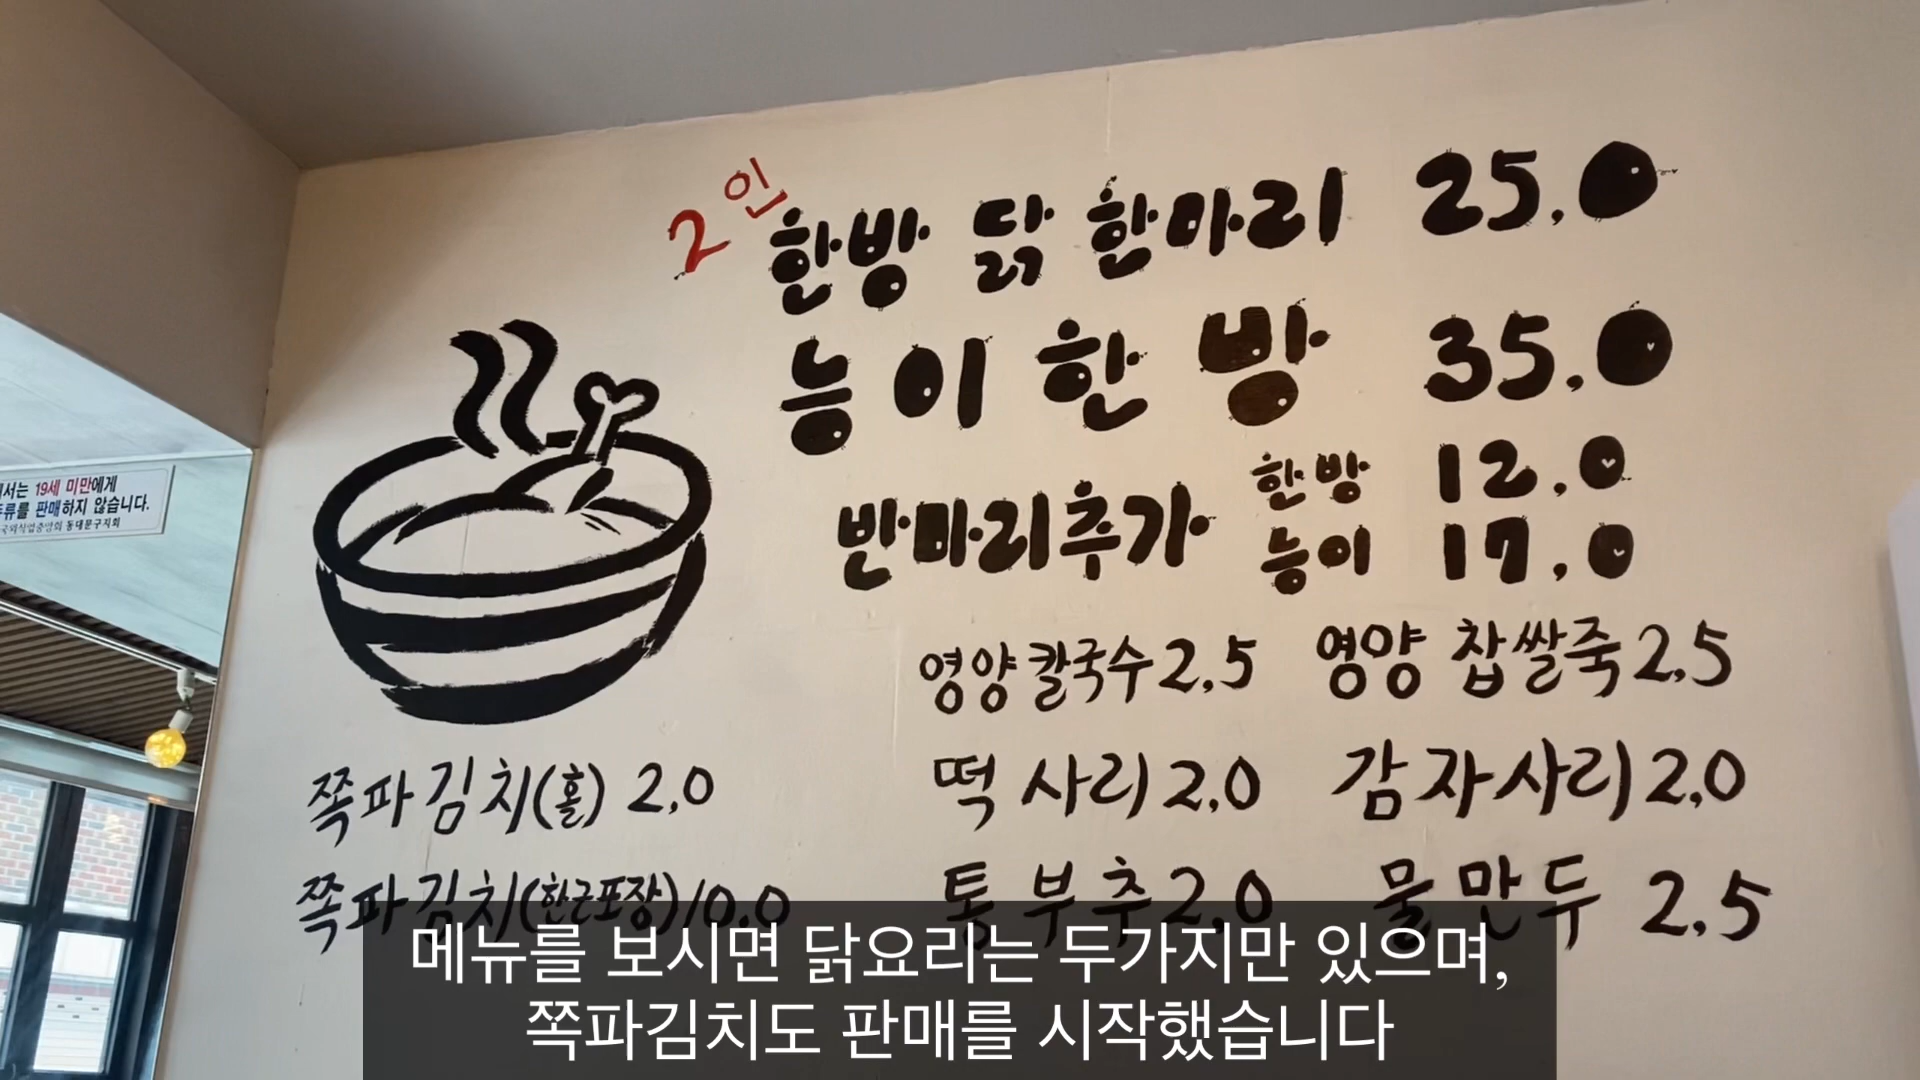 2인
한방 닭 한마리 25.0
능이 한방 35.0
반마리추가 한방 12.0
능이 17.0
영양칼국수 2.5 영양 찹쌀죽 2.5
떡 사리 2.0 감자사리 2.0
통 부추 2.0 물만두 2.5
쪽파김치(홀) 2.0
쪽파김치(한근포장) 10.0
서는 19세 미만에게
류를 판매하지 않습니다.
동대문구지회
메뉴를 보시면 닭요리는 두가지만 있으며,
쪽파김치도 판매를 시작했습니다